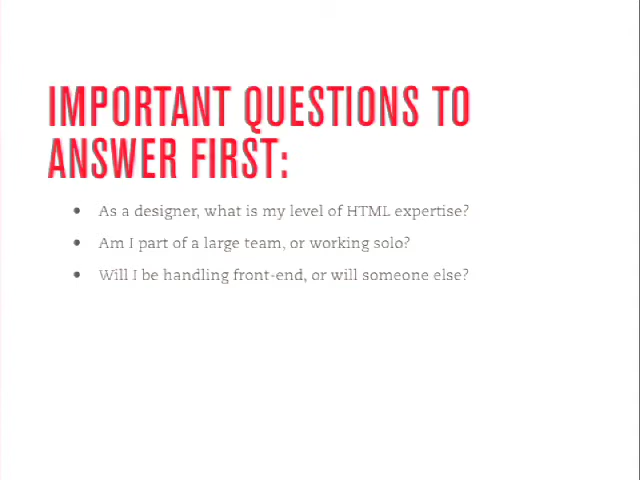 IMPORTANT QUESTIONS TO
ANSWER FIRST:
• As a designer, what is my level of HTML expertise?
• Am I part of a large team, or working solo?
• Will I be handling front-end, or will someone else?